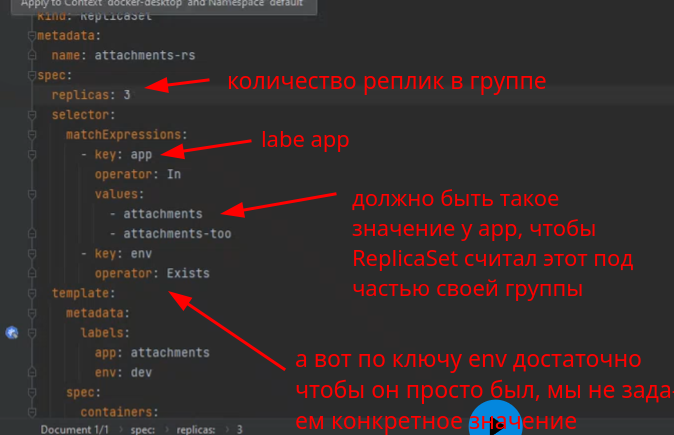 Apply to Context 'docker-desktop' and Namespace 'default'
kind: ReplicaSet
metadata:
name: attachments-rs
spec:
replicas: 3
количество реплик в группе
selector:
matchExpressions:
labe app
- key: app
operator: In
values:
- attachments
- attachments-too
должно быть такое
значение у app, чтобы
ReplicaSet считал этот под
частью своей группы
- key: env
operator: Exists
template:
metadata:
labels:
app: attachments
env: dev
spec:
containers:
а вот по ключу env достаточно
чтобы он просто был, мы не зада-
ем конкретное значение
Document 1/1 › spec: › replicas: › 3